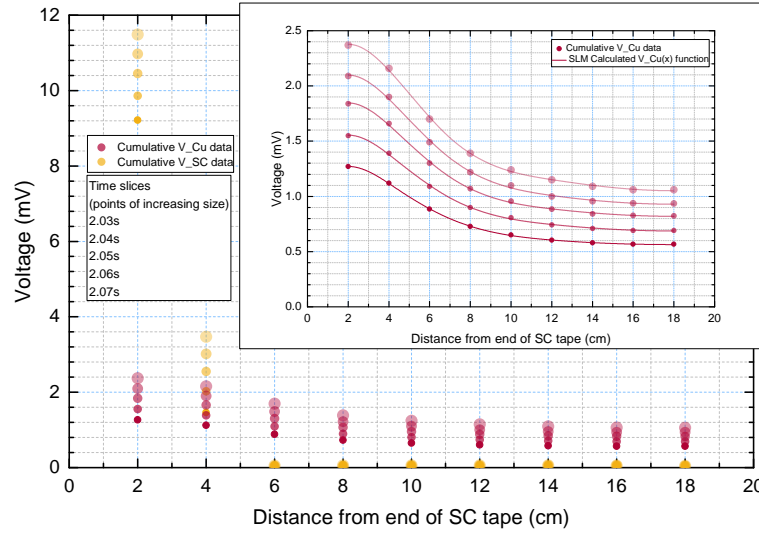 12
10
8
6
4
2
0
Voltage (mV)
0
2
4
6
8
10
12
14
16
18
20
Distance from end of SC tape (cm)
Cumulative V_Cu data
Cumulative V_SC data
Time slices
(points of increasing size)
2.03s
2.04s
2.05s
2.06s
2.07s
2.5
2.0
1.5
1.0
0.5
0.0
Voltage (mV)
0
2
4
6
8
10
12
14
16
18
20
Distance from end of SC tape (cm)
Cumulative V_Cu data
SLM Calculated V_Cu(x) function